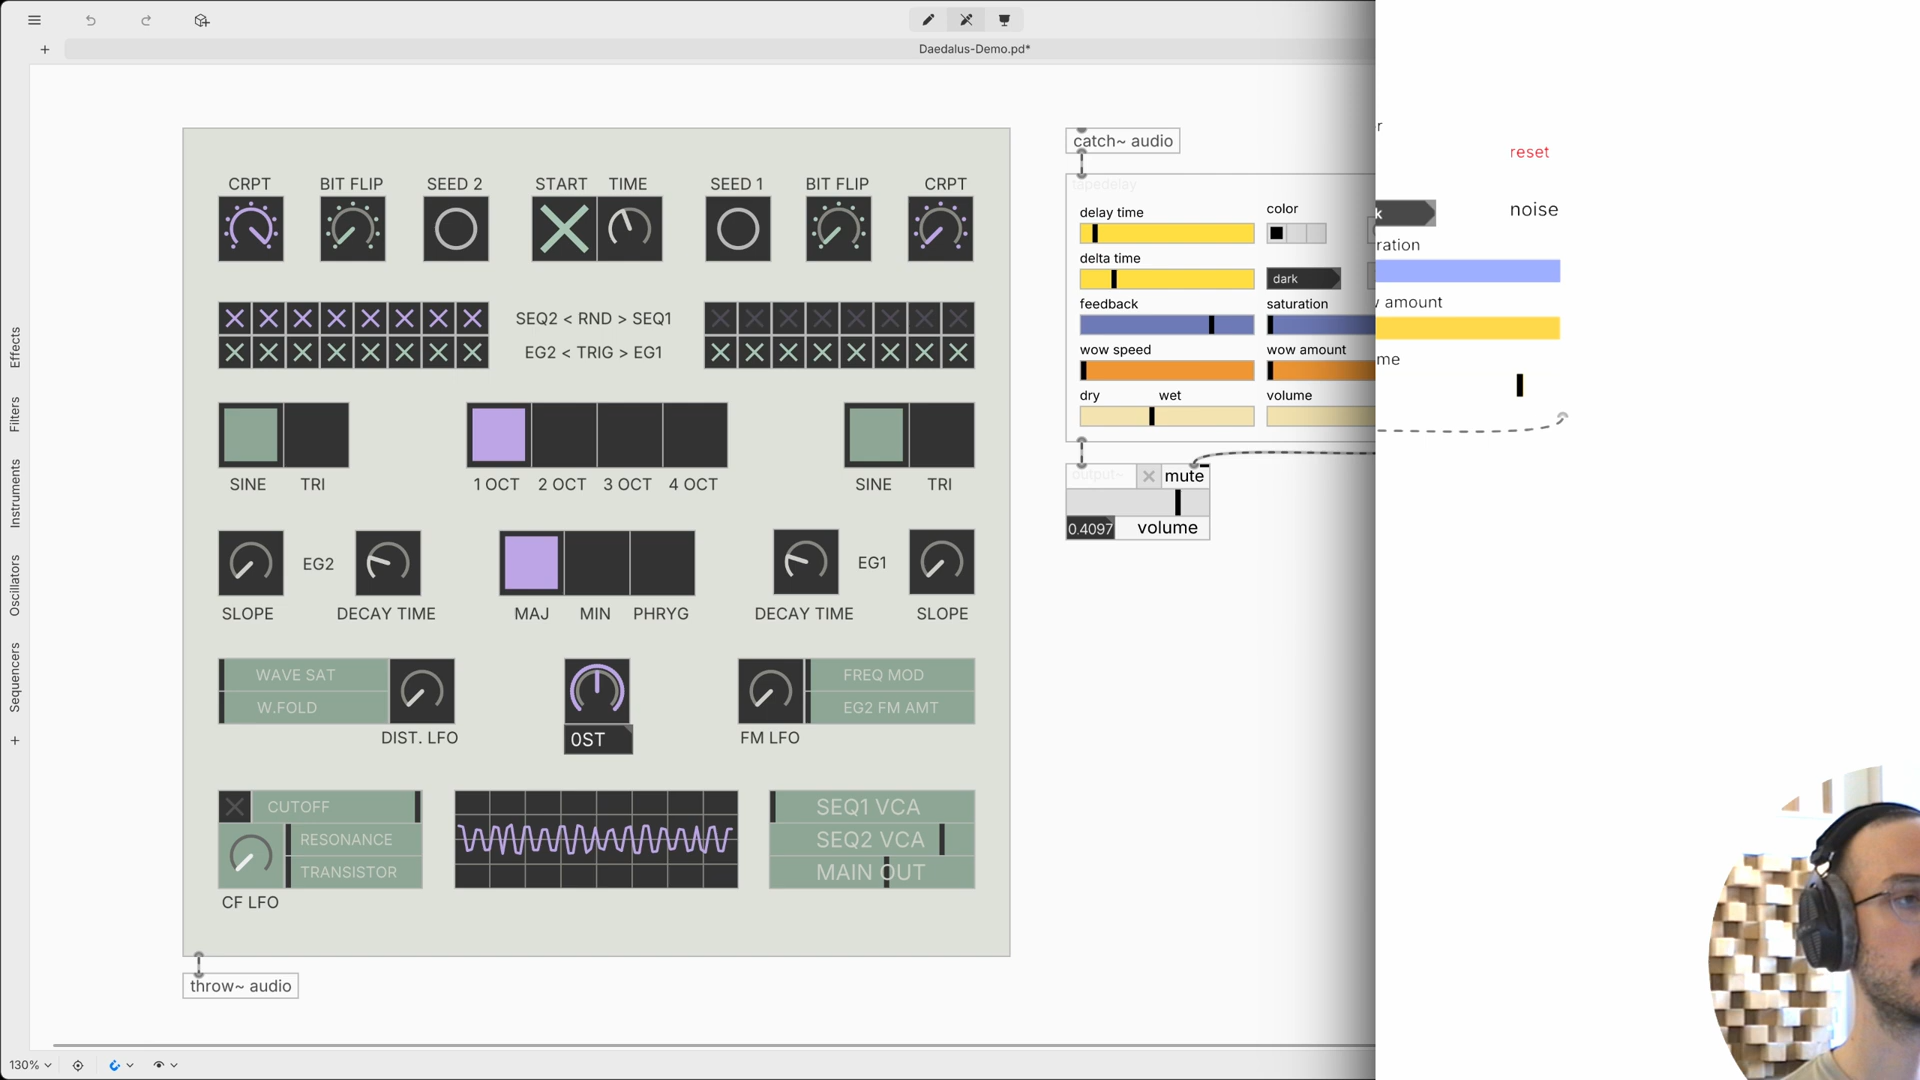 Daedalus-Demo.pd*
Effects
Filters
Instruments
Oscillators
Sequencers
CRPT
BIT FLIP
SEED 2
START
TIME
SEED 1
BIT FLIP
CRPT
SEQ2 < RND > SEQ1
EG2 < TRIG > EG1
SINE
TRI
1 OCT
2 OCT
3 OCT
4 OCT
SINE
TRI
EG2
EG1
SLOPE
DECAY TIME
MAJ
MIN
PHRYG
DECAY TIME
SLOPE
WAVE SAT
W.FOLD
DIST. LFO
0ST
FM LFO
FREQ MOD
EG2 FM AMT
CUTOFF
RESONANCE
TRANSISTOR
CF LFO
SEQ1 VCA
SEQ2 VCA
MAIN OUT
throw~ audio
catch~ audio
tapedelay
delay time
color
delta time
dark
feedback
saturation
wow speed
wow amount
dry
wet
volume
output~
mute
0.4097
volume
r
reset
k
noise
ration
w amount
me
130%